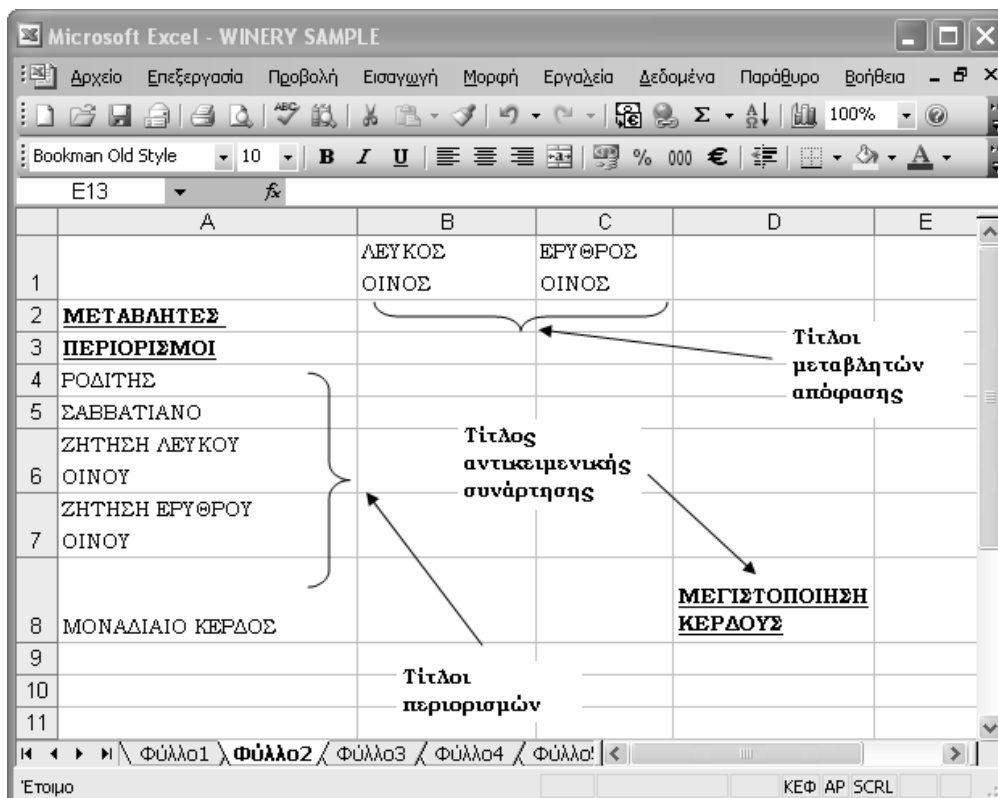 Microsoft Excel - WINERY SAMPLE
Αρχείο Επεξεργασία Προβολή Εισαγωγή Μορφή Εργαλεία Δεδομένα Παράθυρο Βοήθεια
100%
Bookman Old Style 10 B I U % 000 € A
E13 fx
A B C D E
1 ΛΕΥΚΟΣ ΟΙΝΟΣ ΕΡΥΘΡΟΣ ΟΙΝΟΣ
2 ΜΕΤΑΒΛΗΤΕΣ
3 ΠΕΡΙΟΡΙΣΜΟΙ
Τίτλοι
μεταβλητών
απόφασης
4 ΡΟΔΙΤΗΣ
5 ΣΑΒΒΑΤΙΑΝΟ
Τίτλος
αντικειμενικής
συνάρτησης
6 ΖΗΤΗΣΗ ΛΕΥΚΟΥ
ΟΙΝΟΥ
7 ΖΗΤΗΣΗ ΕΡΥΘΡΟΥ
ΟΙΝΟΥ
8 ΜΟΝΑΔΙΑΙΟ ΚΕΡΔΟΣ
ΜΕΓΙΣΤΟΠΟΙΗΣΗ
ΚΕΡΔΟΥΣ
9
Τίτλοι
περιορισμών
10
11
Φύλλο1 Φύλλο2 Φύλλο3 Φύλλο4 Φύλλο!
Έτοιμο ΚΕΦ ΑΡ SCRL